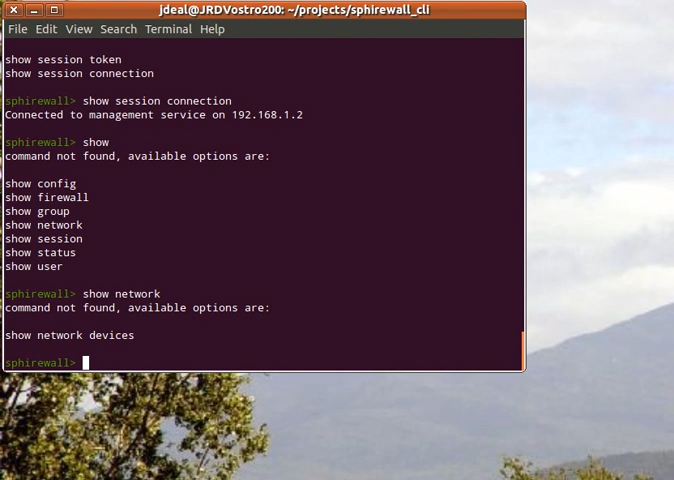 jdeal@JRDVostro200: ~/projects/sphirewall_cli
File Edit View Search Terminal Help
show session token
show session connection
sphirewall> show session connection
Connected to management service on 192.168.1.2
sphirewall> show
command not found, available options are:
show config
show firewall
show group
show network
show session
show status
show user
sphirewall> show network
command not found, available options are:
show network devices
sphirewall>